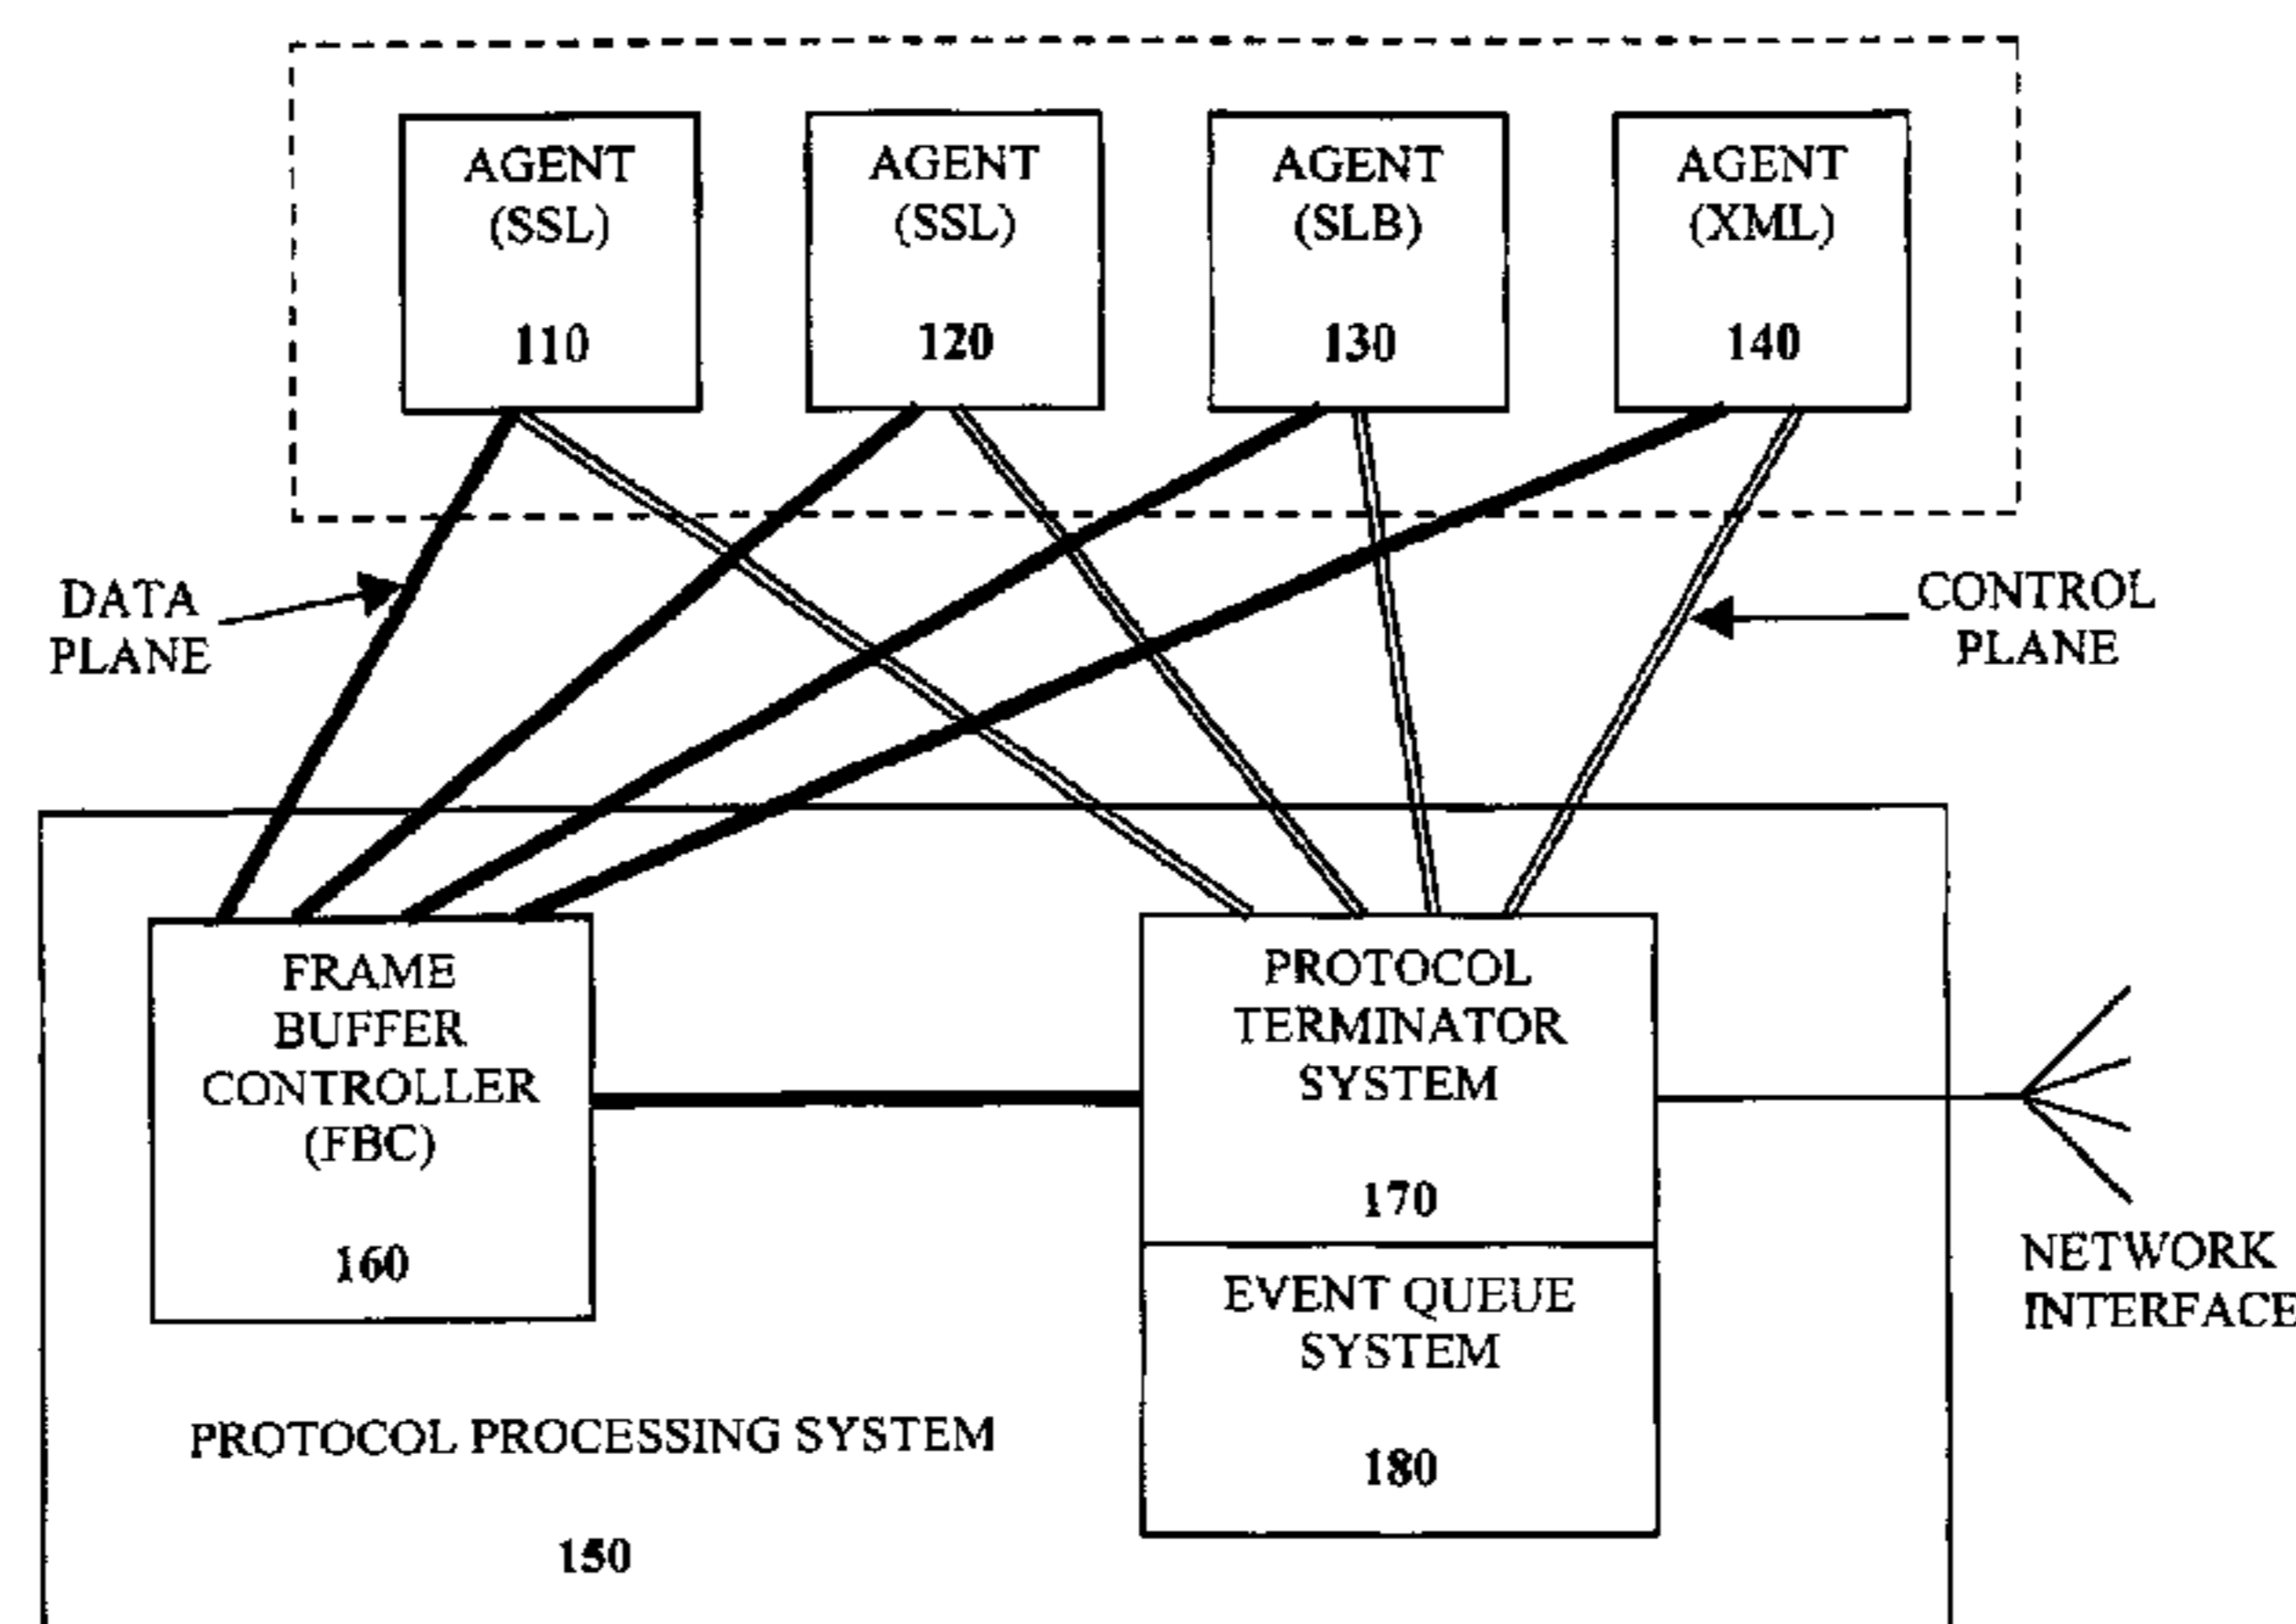 AGENT
(SSL)
110
AGENT
(SSL)
120
AGENT
(SLB)
130
AGENT
(XML)
140
DATA
PLANE
CONTROL
PLANE
FRAME
BUFFER
CONTROLLER
(FBC)
160
PROTOCOL
TERMINATOR
SYSTEM
170
EVENT QUEUE
SYSTEM
180
NETWORK
INTERFACE
PROTOCOL PROCESSING SYSTEM
150